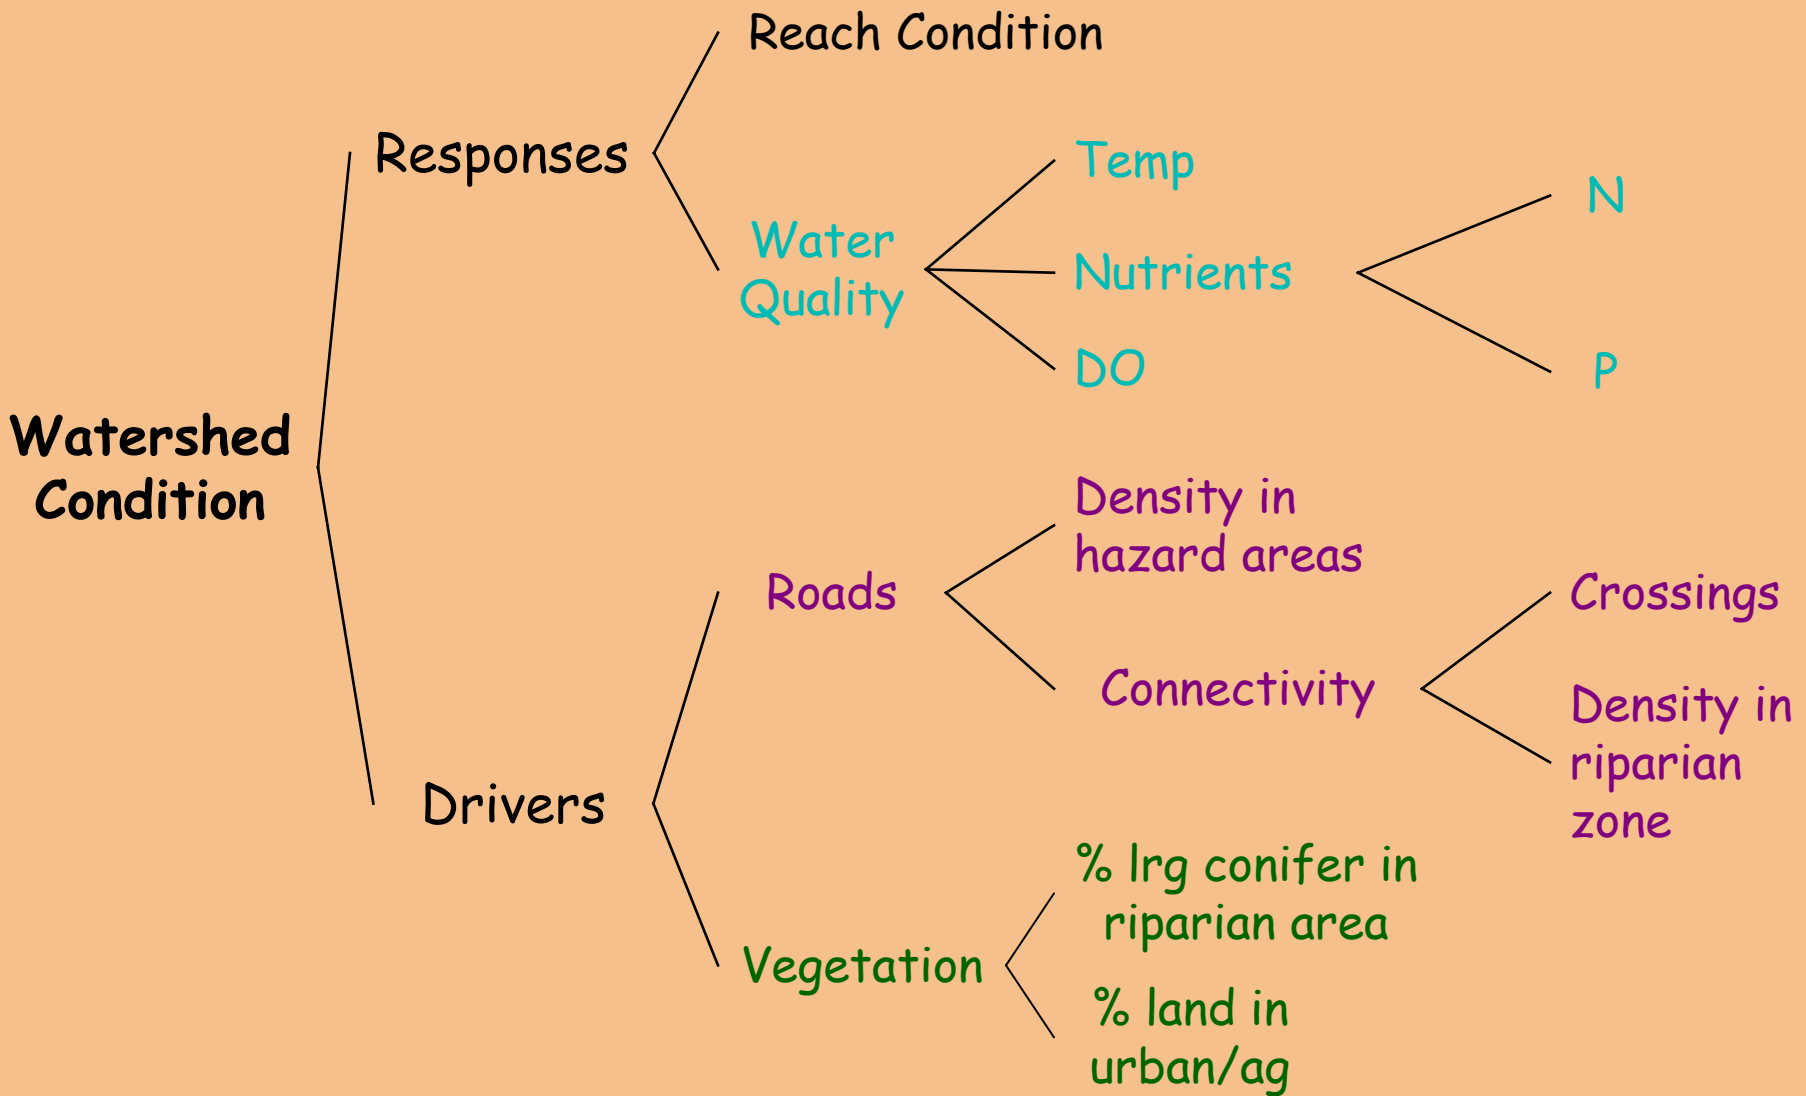 Reach Condition
Responses
Temp
N
Water
Quality
Nutrients
DO
P
Watershed
Condition
Density in
hazard areas
Roads
Crossings
Connectivity
Density in
riparian
zone
Drivers
% lrg conifer in
riparian area
Vegetation
% land in
urban/ag